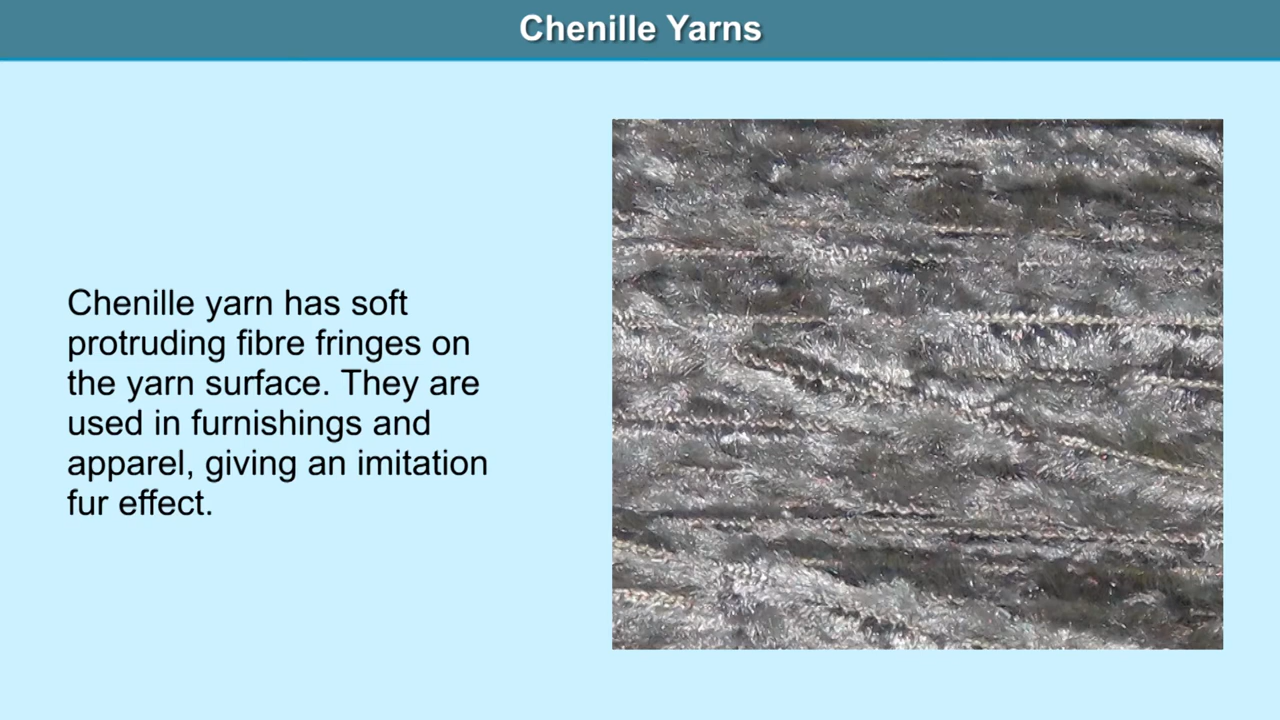 Chenille Yarns
Chenille yarn has soft
protruding fibre fringes on
the yarn surface. They are
used in furnishings and
apparel, giving an imitation
fur effect.